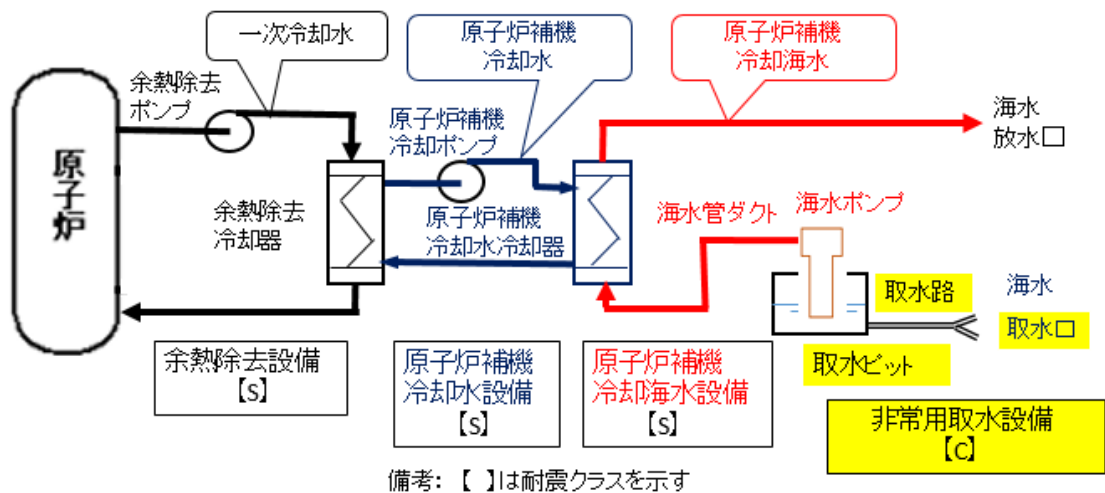 一次冷却水
原子炉補機
冷却水
原子炉補機
冷却海水
余熱除去
ポンプ
原子炉補機
冷却ポンプ
海水
放水口
原子炉
余熱除去
冷却器
原子炉補機
冷却水冷却器
海水管ダクト
海水ポンプ
取水路
海水
取水口
取水ピット
余熱除去設備
【S】
原子炉補機
冷却水設備
【S】
原子炉補機
冷却海水設備
【S】
非常用取水設備
【C】
備考：【 】は耐震クラスを示す